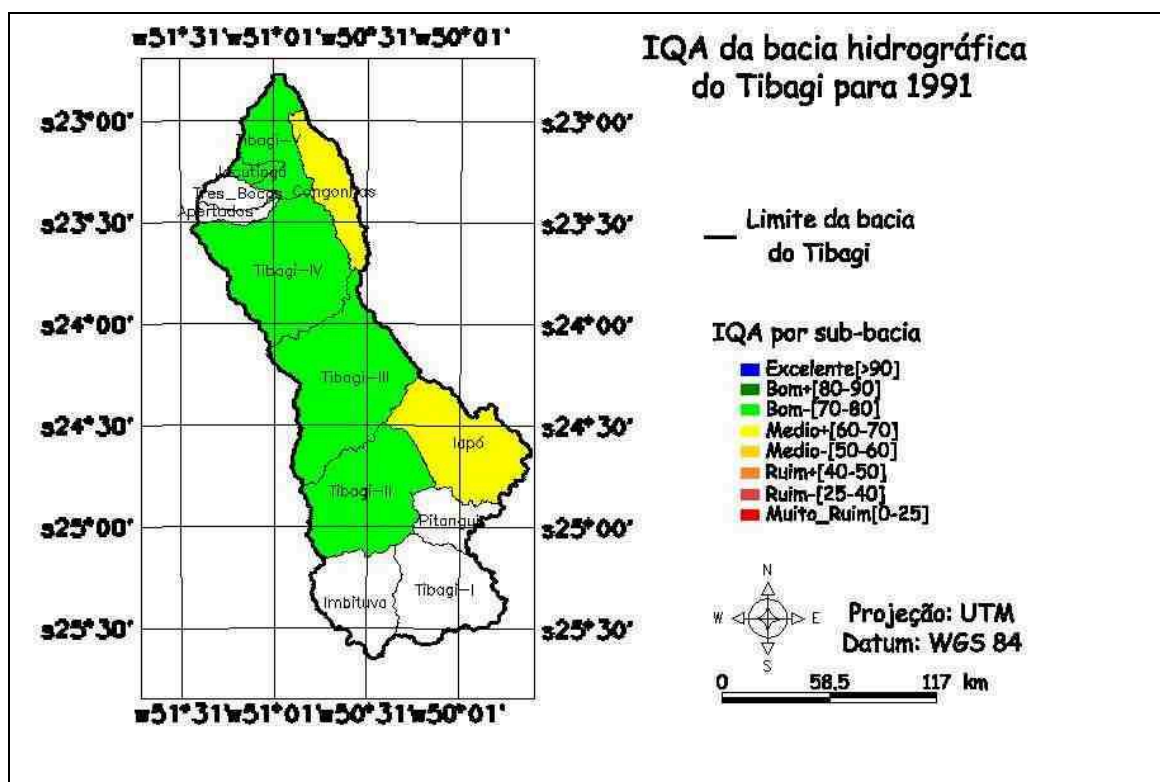 w51°31'w51°01'w50°31'w50°01'
IQA da bacia hidrográfica
do Tibagi para 1991
s23°00'
s23°00'
Tibagi-V
Jacutinga
Tres_Bocas
Congonhas
Apertados
s23°30'
s23°30'
Limite da bacia
do Tibagi
Tibagi-IV
s24°00'
s24°00'
IQA por sub-bacia
Tibagi-III
Excelente[>90]
Bom+[80-90]
Bom-[70-80]
Medio+[60-70]
Medio-[50-60]
Ruim+[40-50]
Ruim-[25-40]
Muito_Ruim[0-25]
s24°30'
s24°30'
Iapó
Tibagi-II
Pitangui
s25°00'
s25°00'
Imbituva
Tibagi-I
s25°30'
s25°30'
N
W
E
S
Projeção: UTM
Datum: WGS 84
0 58,5 117 km
w51°31'w51°01'w50°31'w50°01'